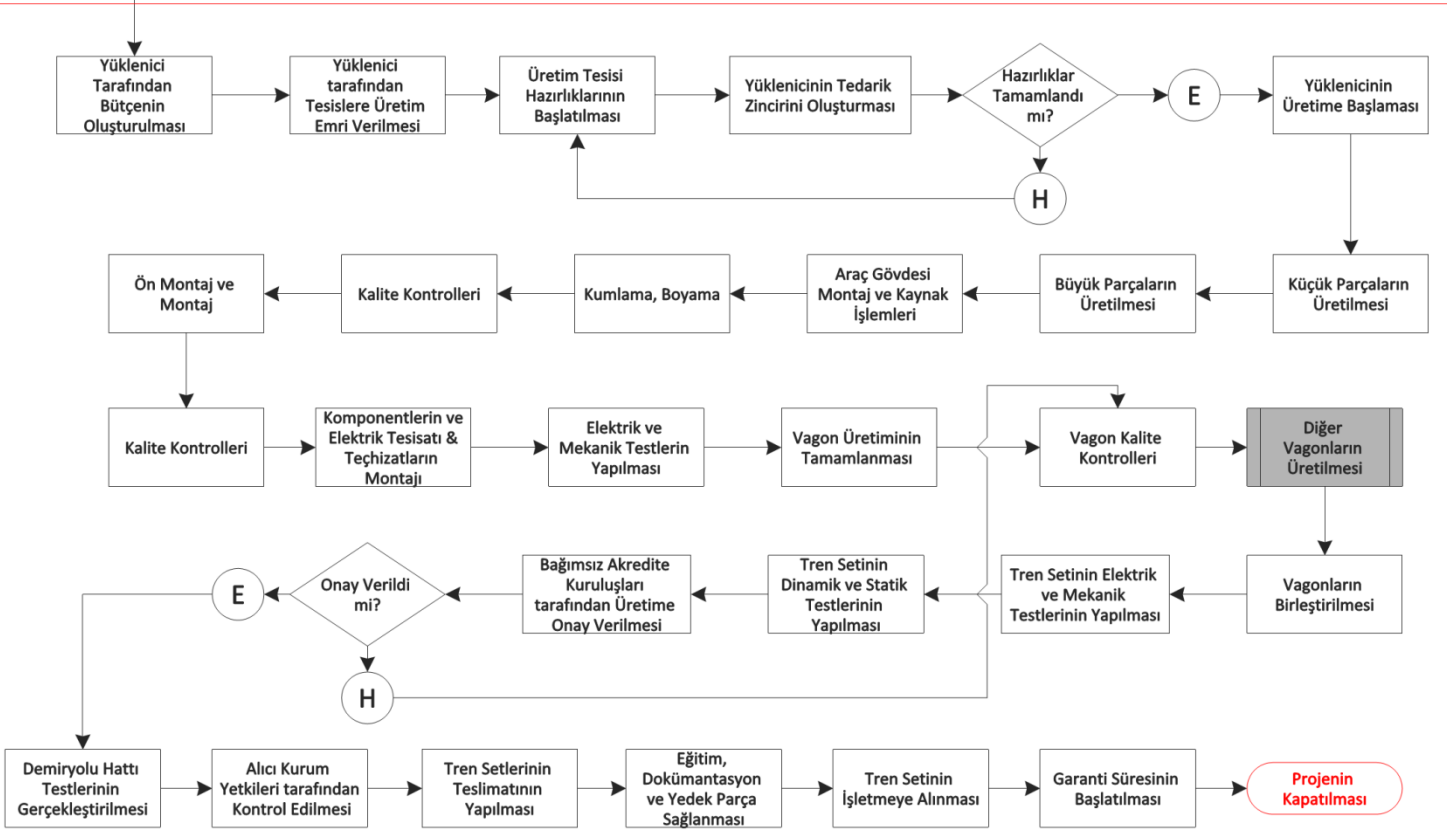 Yüklenici
Tarafından
Bütçenin
Oluşturulması
Yüklenici
tarafından
Tesislere Üretim
Emri Verilmesi
Üretim Tesisi
Hazırlıklarının
Başlatılması
Yüklenicinin Tedarik
Zincirini Oluşturması
Hazırlıklar
Tamamlandı
mı?
E
Yüklenicinin
Üretime Başlaması
H
Ön Montaj ve
Montaj
Kalite Kontrolleri
Kumlama, Boyama
Araç Gövdesi
Montaj ve Kaynak
İşlemleri
Büyük Parçaların
Üretilmesi
Küçük Parçaların
Üretilmesi
Kalite Kontrolleri
Komponentlerin ve
Elektrik Tesisatı &
Teçhizatların
Montajı
Elektrik ve
Mekanik Testlerin
Yapılması
Vagon Üretiminin
Tamamlanması
Vagon Kalite
Kontrolleri
Diğer
Vagonların
Üretilmesi
E
Onay Verildi
mi?
Bağımsız Akredite
Kuruluşları
tarafından Üretime
Onay Verilmesi
Tren Setinin
Dinamik ve Statik
Testlerinin
Yapılması
Tren Setinin Elektrik
ve Mekanik
Testlerinin Yapılması
Vagonların
Birleştirilmesi
H
Demiryolu Hattı
Testlerinin
Gerçekleştirilmesi
Alıcı Kurum
Yetkileri tarafından
Kontrol Edilmesi
Tren Setlerinin
Teslimatının
Yapılması
Eğitim,
Dokümantasyon
ve Yedek Parça
Sağlanması
Tren Setinin
İşletmeye Alınması
Garanti Süresinin
Başlatılması
Projenin
Kapatılması